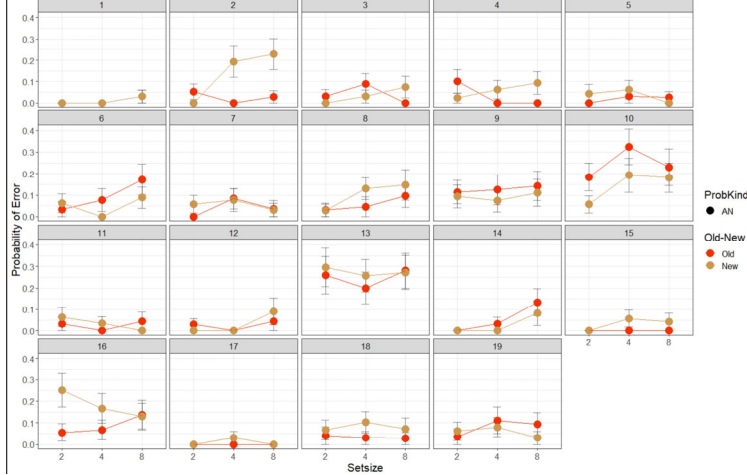 1 2 3 4 5
0.4
0.3
0.2
0.1
0.0
6 7 8 9 10
0.4
0.3
0.2
0.1
0.0
11 12 13 14 15
0.4
0.3
0.2
0.1
0.0
2 4 8
16 17 18 19
0.4
0.3
0.2
0.1
0.0
2 4 8 2 4 8 2 4 8 2 4 8
Probability of Error
Setsize
ProbKind
AN
Old-New
Old
New